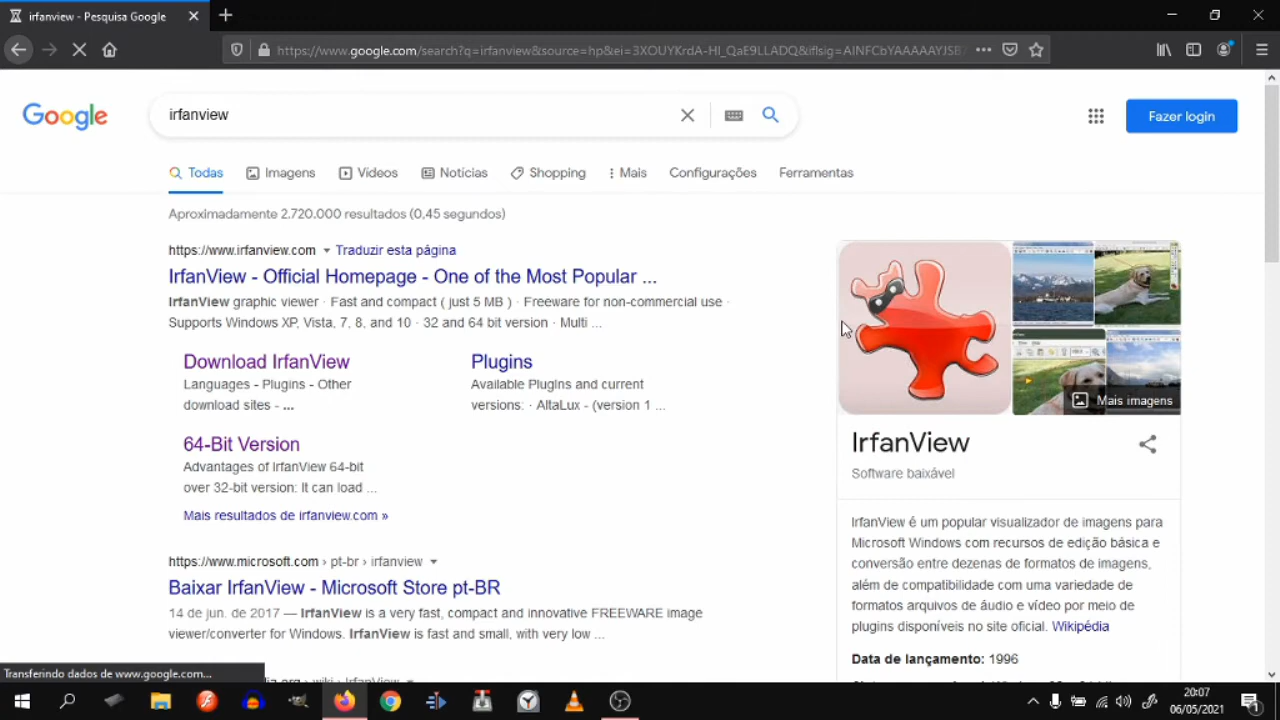 irfanview - Pesquisa Google
https://www.google.com/search?q=irfanview&source=hp&ei=3XOUYKrdA-HI_QaE9LLADQ&iflsig=AINFCbYAAAAAYJSB
Google
irfanview
Fazer login
Todas Imagens Vídeos Notícias Shopping Mais Configurações Ferramentas
Aproximadamente 2.720.000 resultados (0,45 segundos)
https://www.irfanview.com Traduzir esta página
IrfanView - Official Homepage - One of the Most Popular ...
IrfanView graphic viewer · Fast and compact ( just 5 MB ) · Freeware for non-commercial use ·
Supports Windows XP, Vista, 7, 8, and 10 · 32 and 64 bit version · Multi ...
Download IrfanView
Languages - Plugins - Other
download sites - ...
Plugins
Available PlugIns and current
versions: · AltaLux - (version 1 ...
64-Bit Version
Advantages of IrfanView 64-bit
over 32-bit version: It can load ...
Mais resultados de irfanview.com »
https://www.microsoft.com › pt-br › irfanview
Baixar IrfanView - Microsoft Store pt-BR
14 de jun. de 2017 — IrfanView is a very fast, compact and innovative FREEWARE image
viewer/converter for Windows. IrfanView is fast and small, with very low ...
Mais imagens
IrfanView
Software baixável
IrfanView é um popular visualizador de imagens para
Microsoft Windows com recursos de edição básica e
conversão entre dezenas de formatos de imagens,
além de compatibilidade com uma variedade de
formatos arquivos de áudio e vídeo por meio de
plugins disponíveis no site oficial. Wikipédia
Data de lançamento: 1996
Transferindo dados de www.google.com...
20:07
06/05/2021